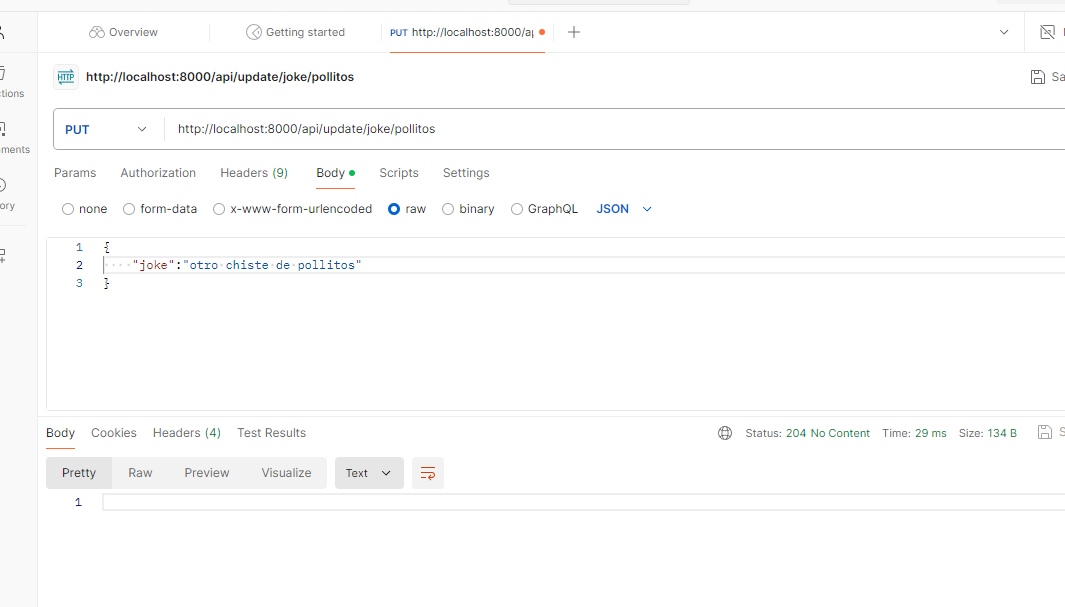 Overview Getting started PUT http://localhost:8000/a
HTTP http://localhost:8000/api/update/joke/pollitos Sa
ctions
PUT http://localhost:8000/api/update/joke/pollitos
ments
Params Authorization Headers (9) Body Scripts Settings
ory
none form-data x-www-form-urlencoded raw binary GraphQL JSON
1 {
2 "joke":"otro chiste de pollitos"
3 }
Body Cookies Headers (4) Test Results Status: 204 No Content Time: 29 ms Size: 134 B S
Pretty Raw Preview Visualize Text
1